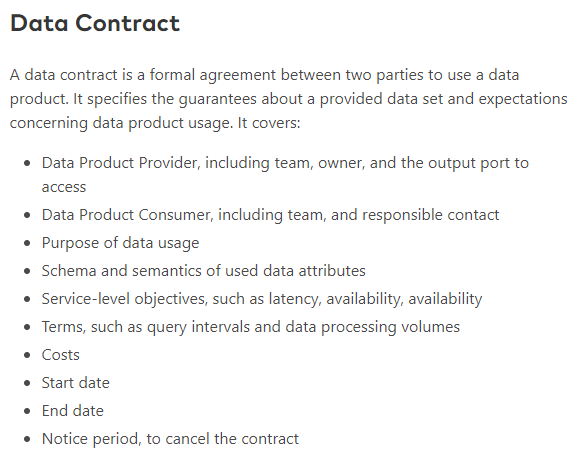 Data Contract
A data contract is a formal agreement between two parties to use a data
product. It specifies the guarantees about a provided data set and expectations
concerning data product usage. It covers:
• Data Product Provider, including team, owner, and the output port to
access
• Data Product Consumer, including team, and responsible contact
• Purpose of data usage
• Schema and semantics of used data attributes
• Service-level objectives, such as latency, availability, availability
• Terms, such as query intervals and data processing volumes
• Costs
• Start date
• End date
• Notice period, to cancel the contract